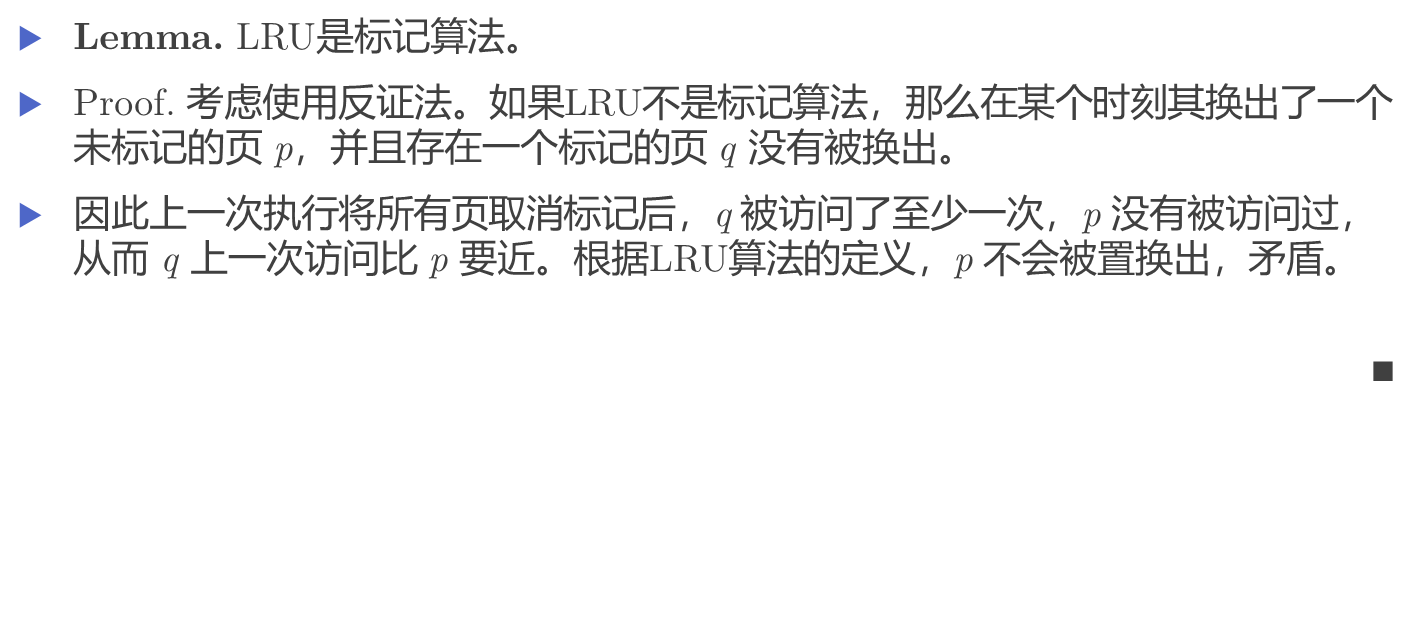 Lemma. LRU是标记算法。
Proof. 考虑使用反证法。如果LRU不是标记算法，那么在某个时刻其换出了一个
未标记的页 p，并且存在一个标记的页 q 没有被换出。
因此上一次执行将所有页取消标记后，q 被访问了至少一次，p 没有被访问过，
从而 q 上一次访问比 p 要近。根据LRU算法的定义，p 不会被置换出，矛盾。